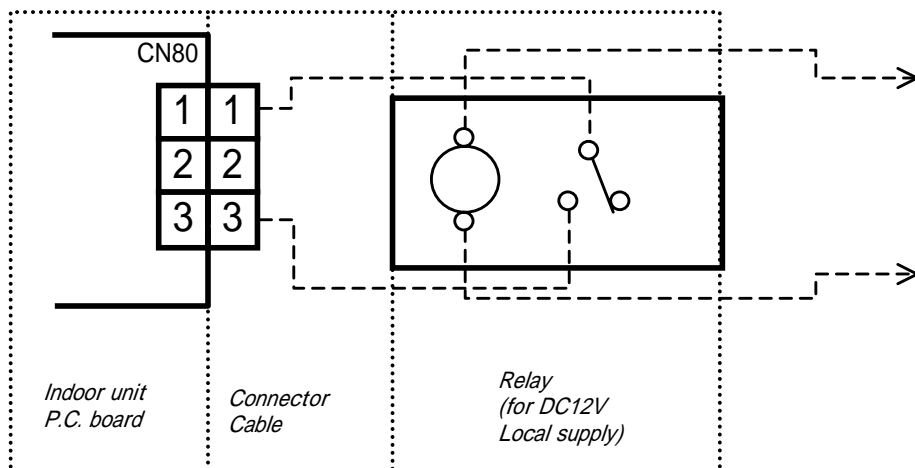 CN80
1 1
2 2
3 3
Indoor unit
P.C. board
Connector
Cable
Relay
(for DC12V
Local supply)